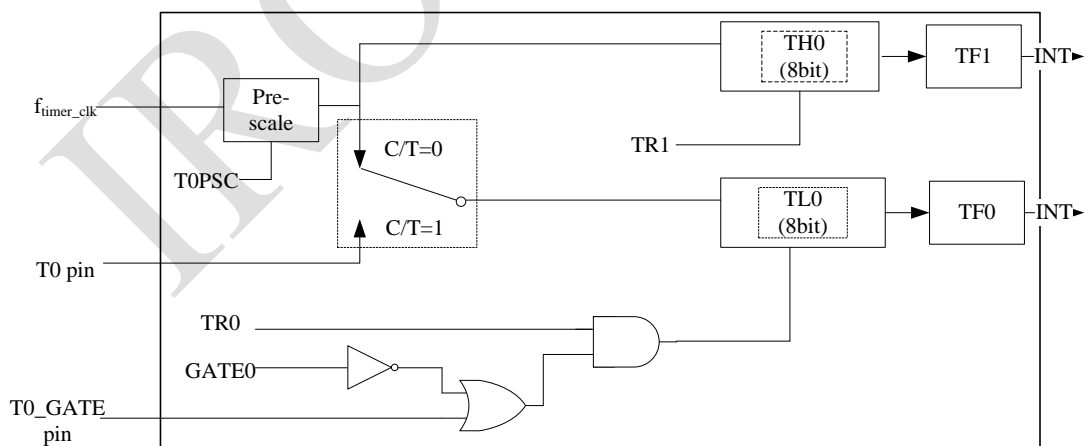 TH0
(8bit)
TF1
INT
f_timer_clk
Pre-
scale
C/T=0
TR1
T0PSC
TL0
(8bit)
TF0
INT
C/T=1
T0 pin
TR0
GATE0
T0_GATE
pin